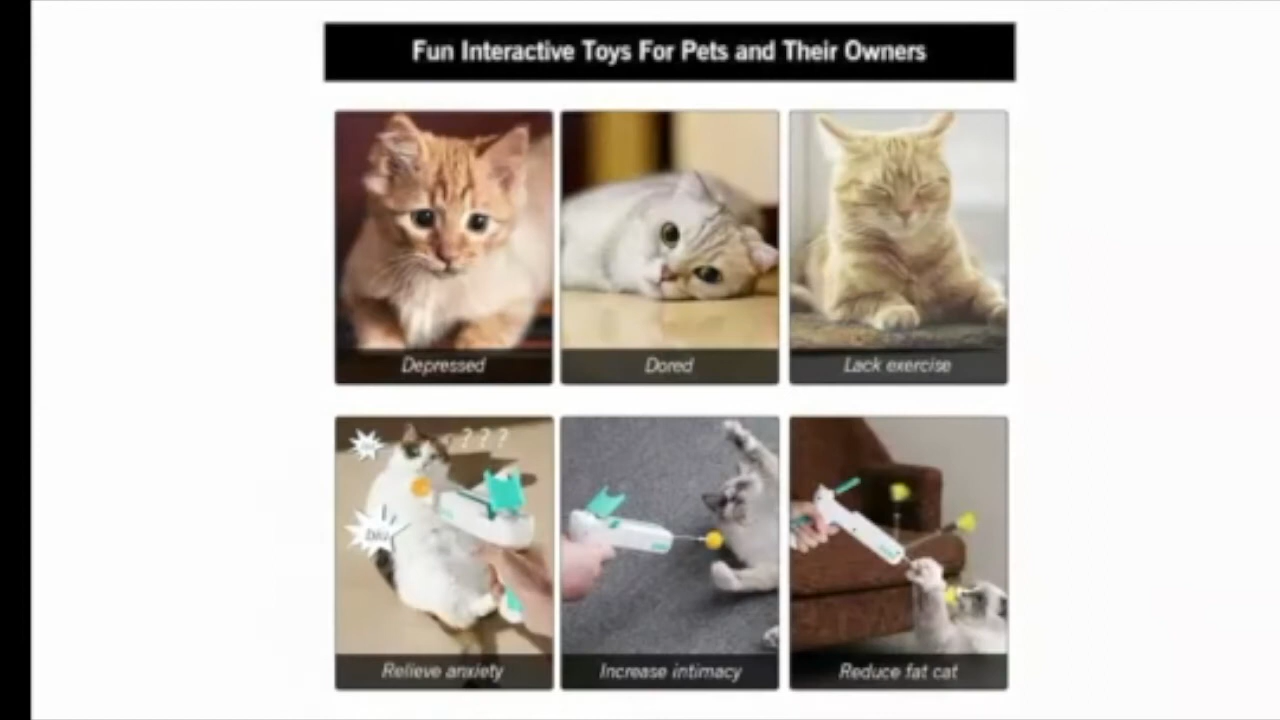 Fun Interactive Toys For Pets and Their Owners
Depressed
Dored
Lack exercise
? ? ?
biu
Relieve anxiety
Increase intimacy
Reduce fat cat